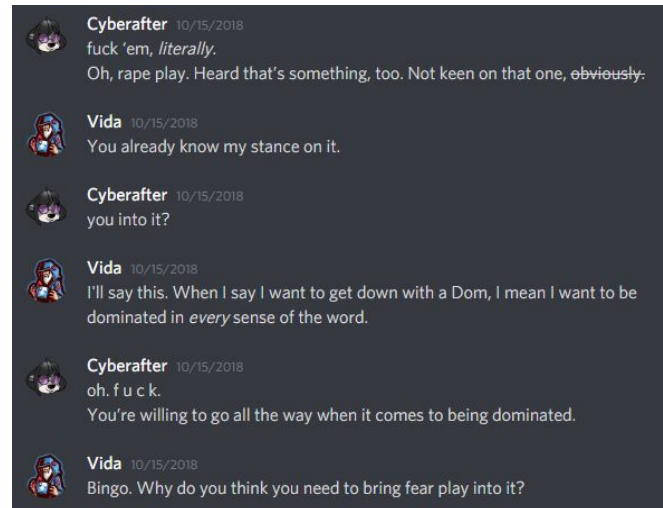 Cyberafter 10/15/2018
fuck 'em, literally.
Oh, rape play. Heard that's something, too. Not keen on that one, obviously.
Vida 10/15/2018
You already know my stance on it.
Cyberafter 10/15/2018
you into it?
Vida 10/15/2018
I'll say this. When I say I want to get down with a Dom, I mean I want to be
dominated in every sense of the word.
Cyberafter 10/15/2018
oh. f u c k.
You're willing to go all the way when it comes to being dominated.
Vida 10/15/2018
Bingo. Why do you think you need to bring fear play into it?